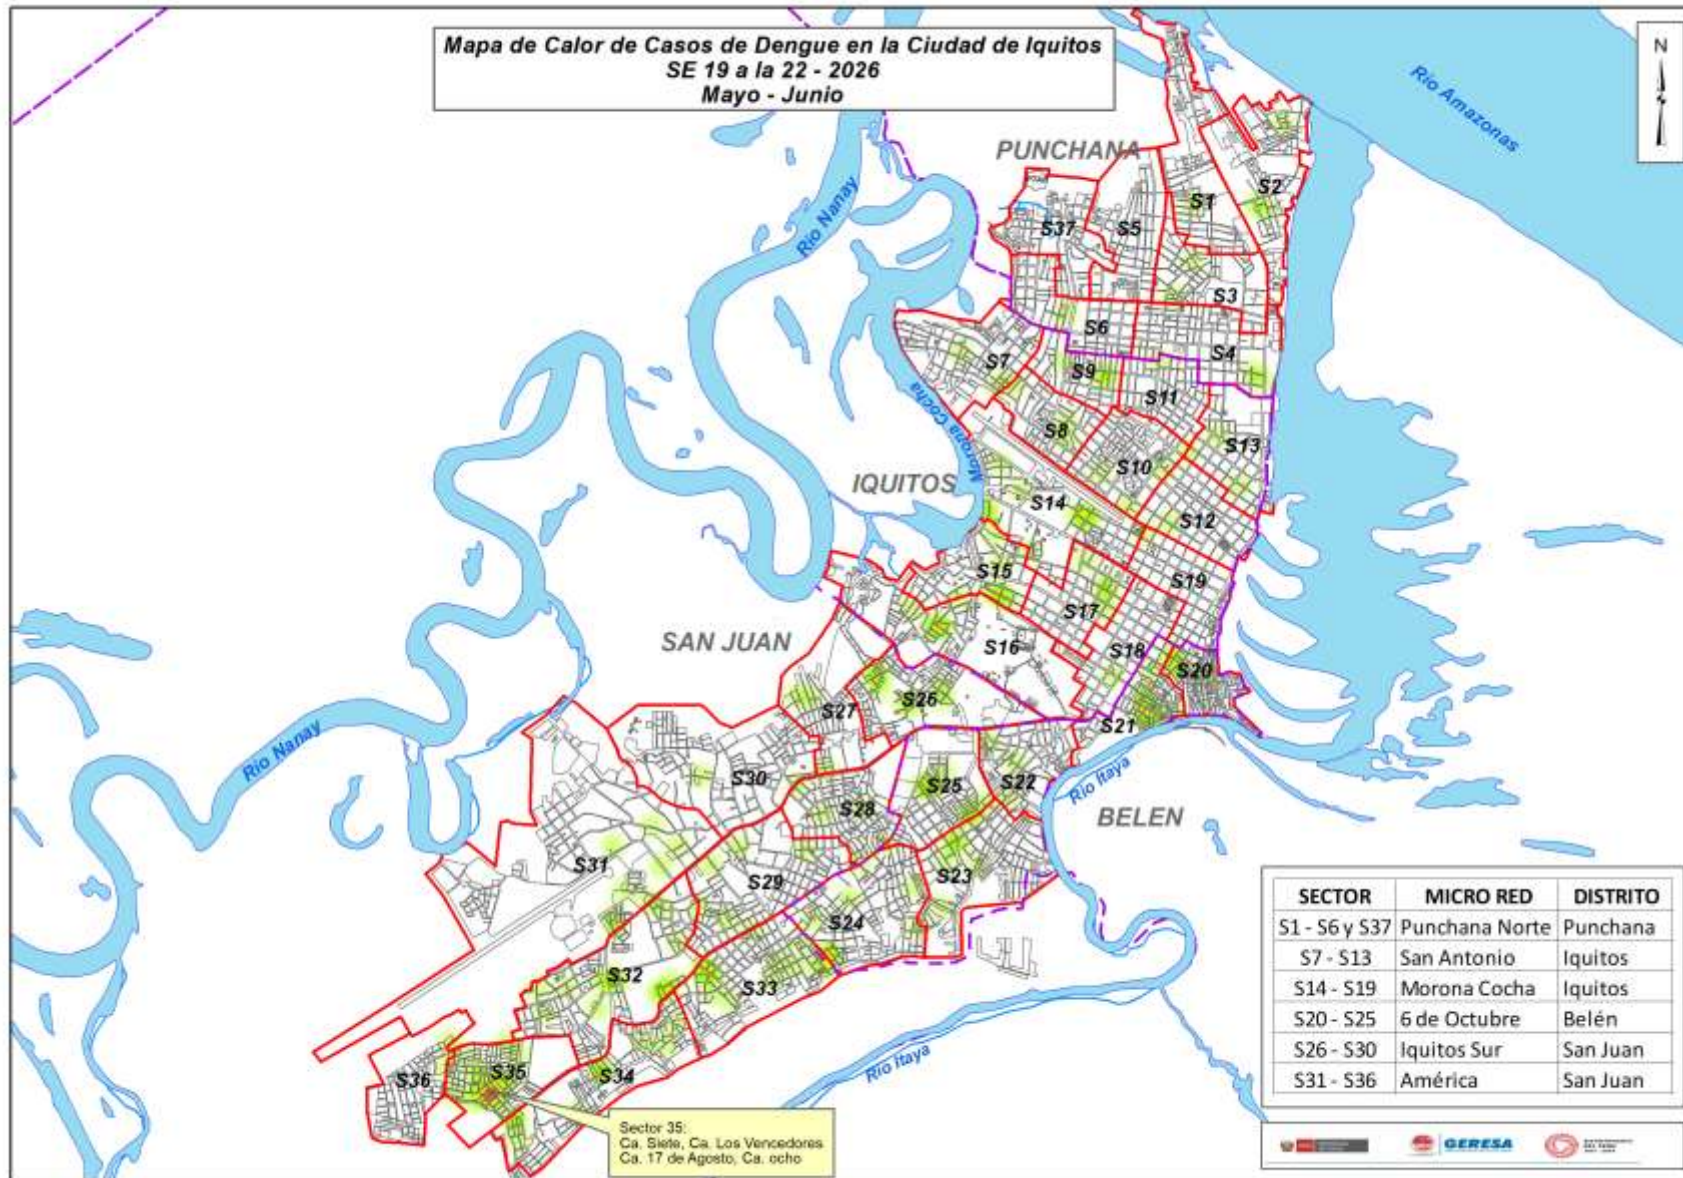 Mapa de Calor de Casos de Dengue en la Ciudad de Iquitos
SE 19 a la 22 - 2026
Mayo - Junio
N
Río Amazonas
PUNCHANA
Río Nanay
S2
S1
S37
S5
S3
S6
S4
S7
S9
S11
Morona Cocha
S8
S13
S10
IQUITOS
S14
S12
S15
S19
S17
SAN JUAN
S16
S18
S20
S26
S27
S21
Río Nanay
S30
S22
S25
Río Itaya
S28
BELEN
S31
S29
S23
S24
S32
S33
Río Itaya
S36
S35
S34
Sector 35:
Ca. Siete, Ca. Los Vencedores
Ca. 17 de Agosto, Ca. ocho
SECTOR MICRO RED DISTRITO
S1 - S6 y S37 Punchana Norte Punchana
S7 - S13 San Antonio Iquitos
S14 - S19 Morona Cocha Iquitos
S20 - S25 6 de Octubre Belén
S26 - S30 Iquitos Sur San Juan
S31 - S36 América San Juan
GERESA